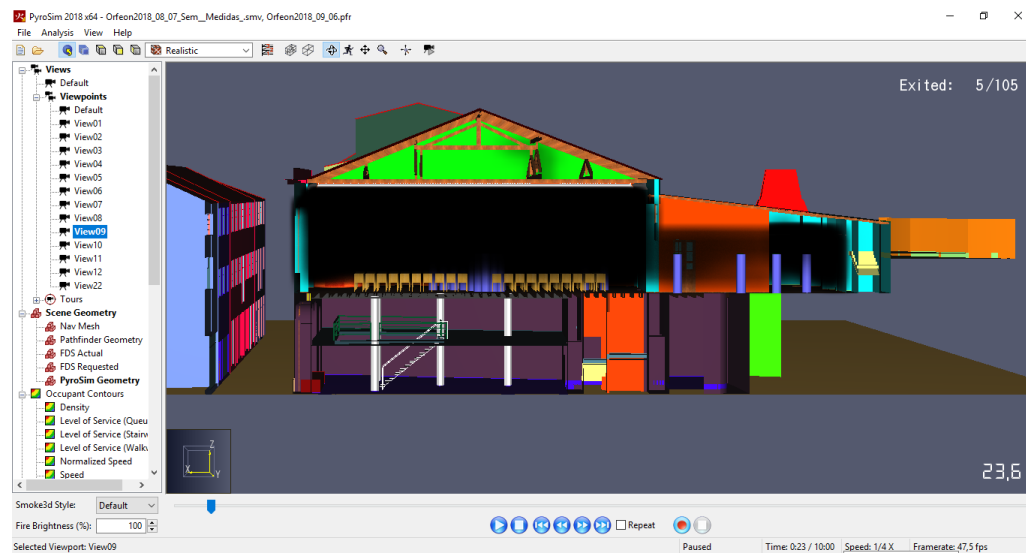 PyroSim 2018 x64 - Orfeon2018_08_07_Sem__Medidas_.smv, Orfeon2018_09_06.pfr
File Analysis View Help
Realistic
Views
Default
Viewpoints
Default
View01
View02
View03
View04
View05
View06
View07
View08
View09
View10
View11
View12
View22
Tours
Scene Geometry
Nav Mesh
Pathfinder Geometry
FDS Actual
FDS Requested
PyroSim Geometry
Occupant Contours
Density
Level of Service (Queu
Level of Service (Stairw
Level of Service (Walkw
Normalized Speed
Speed
Exited: 5/105
Z
X Y
23,6
Smoke3d Style: Default
Fire Brightness (%): 100
Repeat
Selected Viewport: View09
Paused
Time: 0:23 / 10:00
Speed: 1/4 X
Framerate: 47,5 fps